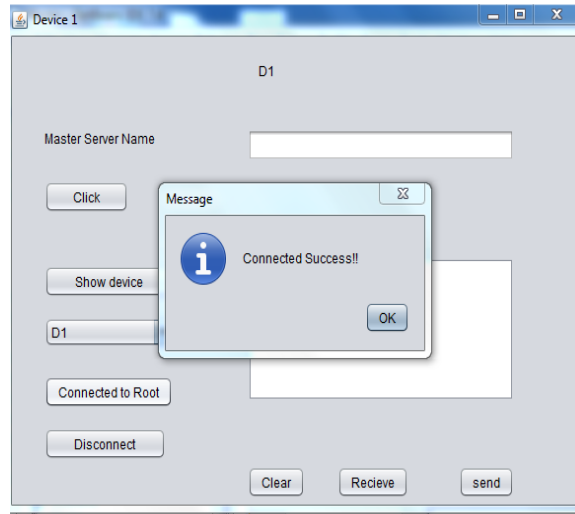 Device 1
D1
Master Server Name
Click
Message
Connected Success!!
Show device
OK
D1
Connected to Root
Disconnect
Clear
Recieve
send